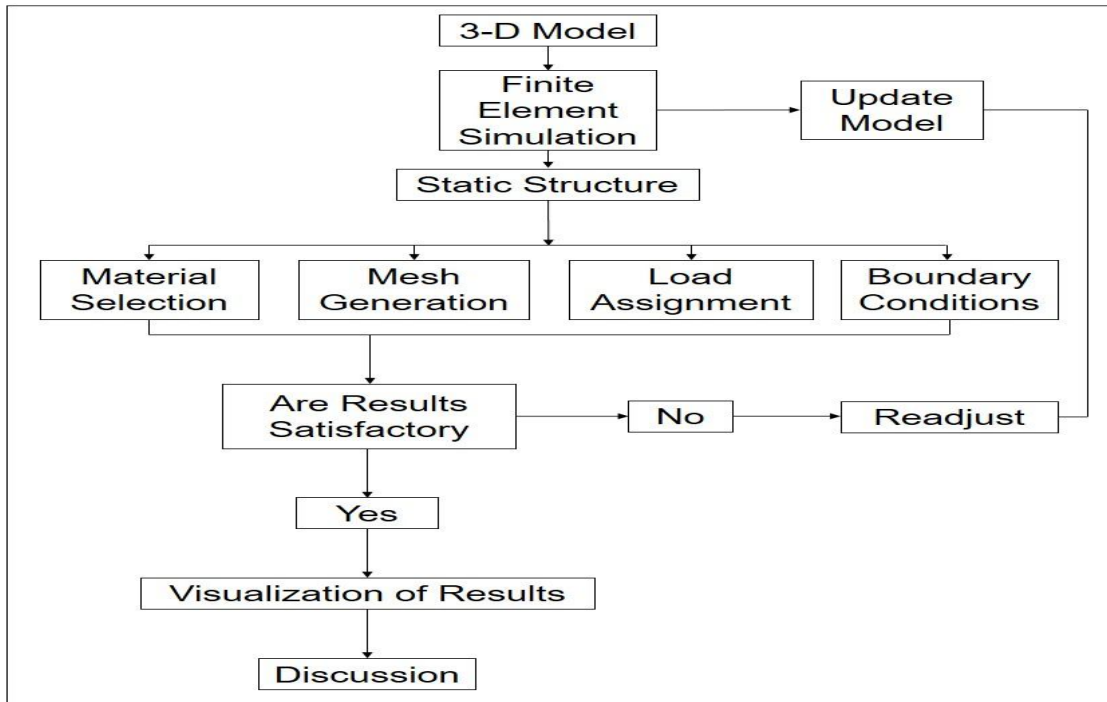 3-D Model
Finite
Element
Simulation
Update
Model
Static Structure
Material
Selection
Mesh
Generation
Load
Assignment
Boundary
Conditions
Are Results
Satisfactory
No
Readjust
Yes
Visualization of Results
Discussion